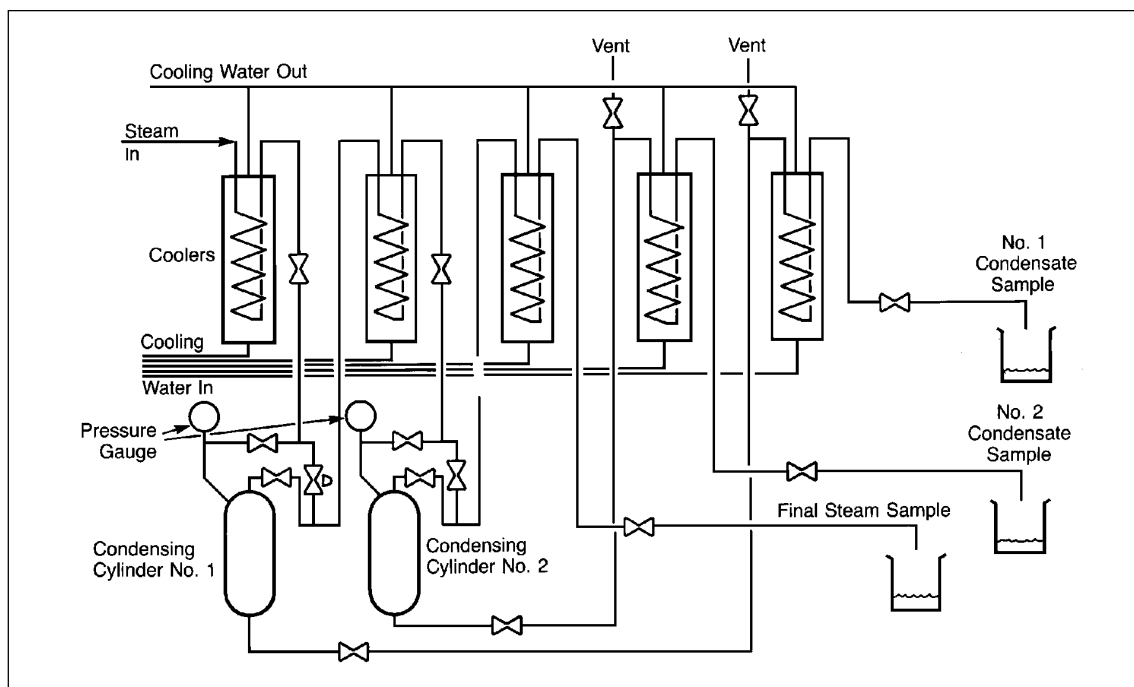 Vent
Vent
Cooling Water Out
Steam
In
Coolers
No. 1
Condensate
Sample
Cooling
Water In
Pressure
Gauge
No. 2
Condensate
Sample
Final Steam Sample
Condensing
Cylinder No. 1
Condensing
Cylinder No. 2